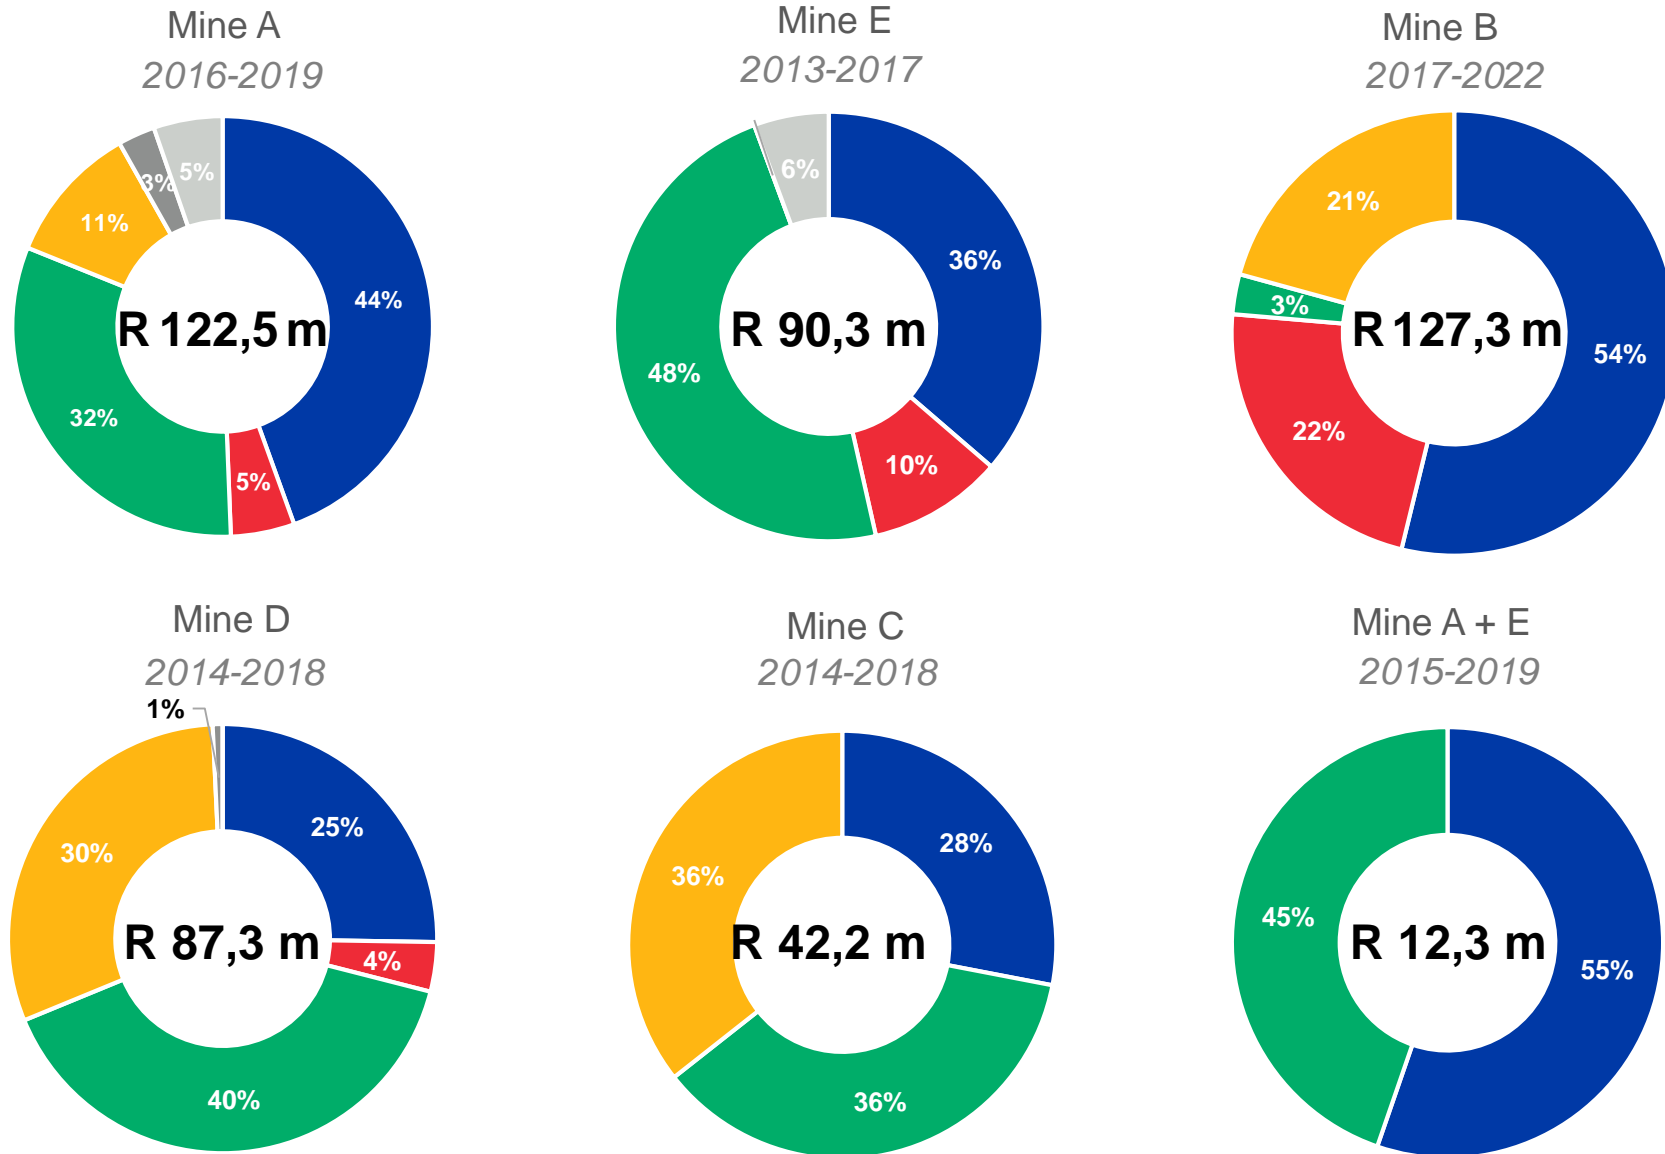 Mine A
2016-2019
5%
3%
11%
44%
R 122,5 m
32%
5%
Mine E
2013-2017
6%
36%
R 90,3 m
48%
10%
Mine B
2017-2022
21%
3%
R 127,3 m
54%
22%
Mine D
2014-2018
1%
25%
30%
R 87,3 m
4%
40%
Mine C
2014-2018
28%
36%
R 42,2 m
36%
Mine A + E
2015-2019
45%
R 12,3 m
55%